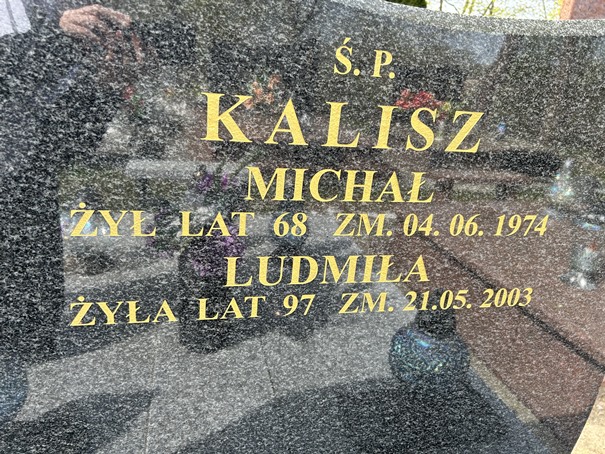 Ś. P.
KALISZ
MICHAŁ
ŻYŁ LAT 68 ZM. 04. 06. 1974
LUDMIŁA
ŻYŁA LAT 97 ZM. 21.05. 2003